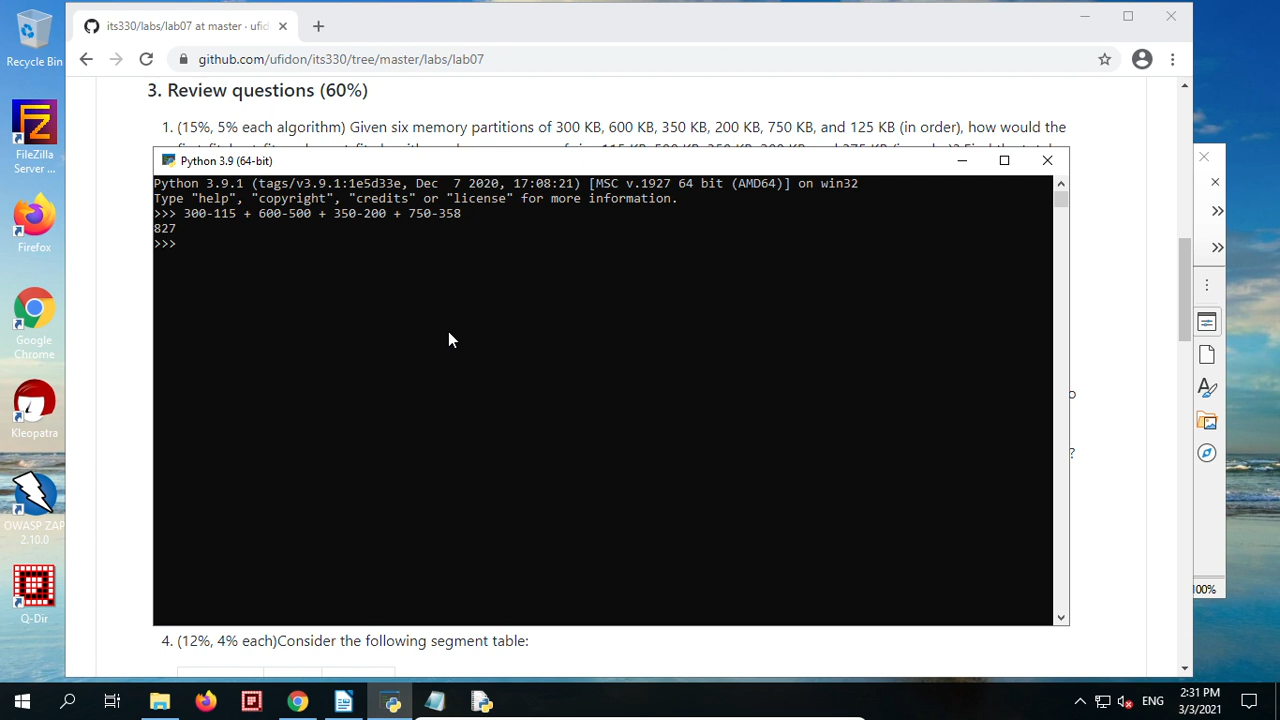 Recycle Bin
FileZilla
Server ...
Firefox
Google
Chrome
Kleopatra
OWASP ZAP
2.10.0
Q-Dir
its330/labs/lab07 at master · ufid
github.com/ufidon/its330/tree/master/labs/lab07
3. Review questions (60%)
1. (15%, 5% each algorithm) Given six memory partitions of 300 KB, 600 KB, 350 KB, 200 KB, 750 KB, and 125 KB (in order), how would the
Python 3.9 (64-bit)
Python 3.9.1 (tags/v3.9.1:1e5d33e, Dec  7 2020, 17:08:21) [MSC v.1927 64 bit (AMD64)] on win32
Type "help", "copyright", "credits" or "license" for more information.
>>> 300-115 + 600-500 + 350-200 + 750-358
827
>>>
o
?
4. (12%, 4% each)Consider the following segment table:
100%
ENG
2:31 PM
3/3/2021